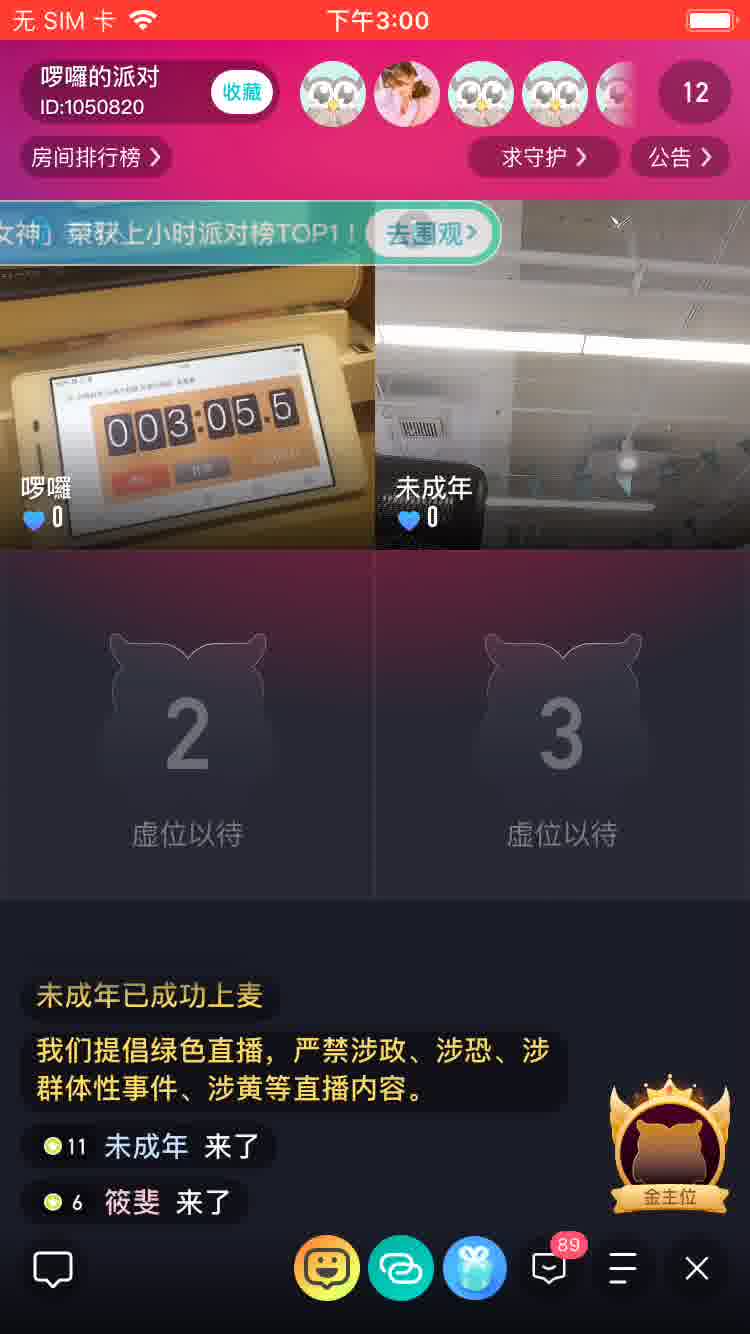 无 SIM 卡
下午3:00
啰囉的派对
ID:1050820
收藏
12
房间排行榜
求守护
公告
女神」荣获上小时派对榜TOP1！
去围观
003:05.5
啰囉
0
未成年
0
2
虚位以待
3
虚位以待
未成年已成功上麦
我们提倡绿色直播，严禁涉政、涉恐、涉
群体性事件、涉黄等直播内容。
11 未成年 来了
6 筱斐 来了
金主位
89